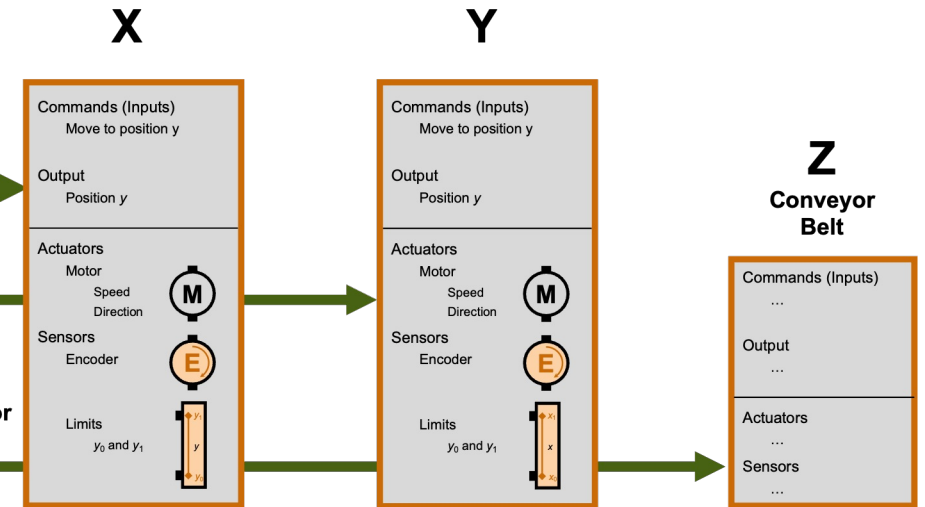 X
Commands (Inputs)
Move to position y
Output
Position y
Actuators
Motor
Speed
Direction
M
Sensors
Encoder
E
Limits
y₀ and y₁
y₁
y
y₀
Y
Commands (Inputs)
Move to position y
Output
Position y
Actuators
Motor
Speed
Direction
M
Sensors
Encoder
E
Limits
y₀ and y₁
x₁
x
x₀
Z
Conveyor
Belt
Commands (Inputs)
...
Output
...
Actuators
...
Sensors
...
or